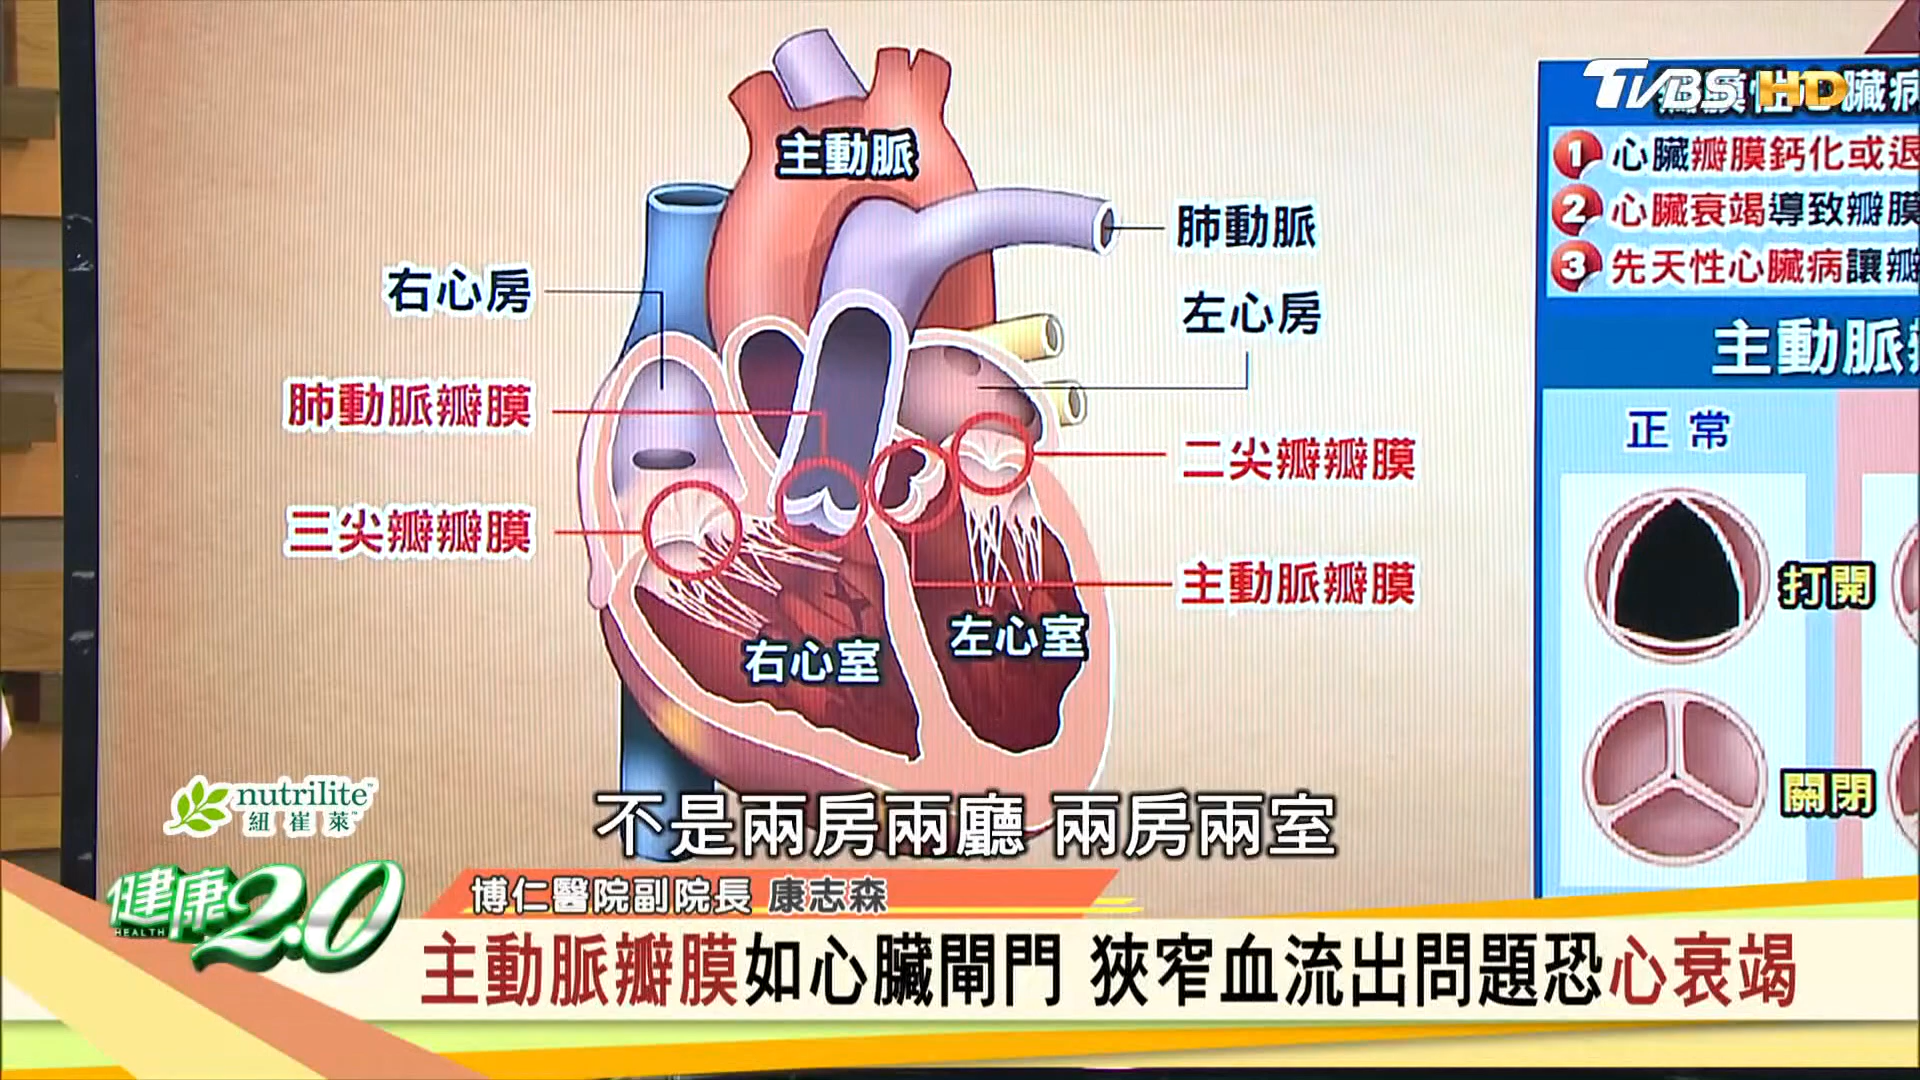 TVBS HD
主動脈
肺動脈
右心房
左心房
肺動脈瓣膜
二尖瓣瓣膜
三尖瓣瓣膜
主動脈瓣膜
右心室
左心室
1 心臟瓣膜鈣化或退
2 心臟衰竭導致瓣膜
3 先天性心臟病讓瓣
主動脈
正常
打開
關閉
不是兩房兩廳 兩房兩室
nutrilite™
紐崔萊™
健康2.0
HEALTH
博仁醫院副院長 康志森
主動脈瓣膜如心臟閘門 狹窄血流出問題恐心衰竭